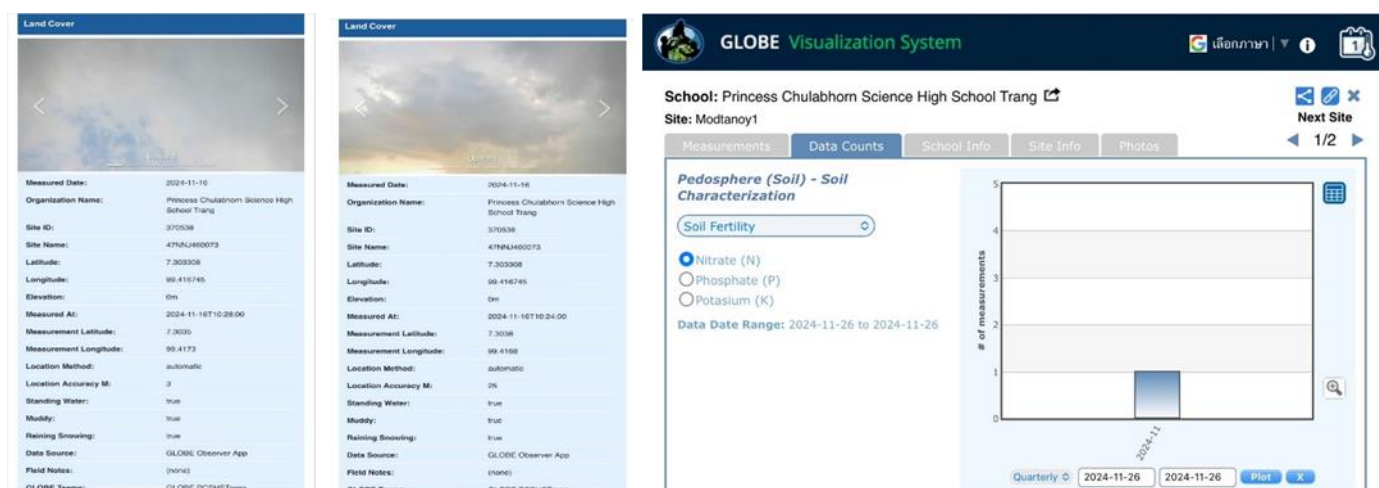 Land Cover
Measured Date: 2024-11-16
Organization Name: Princess Chulabhorn Science High
School Trang
Site ID: 370538
Site Name: 47NNJ460073
Latitude: 7.303308
Longitude: 99.416745
Elevation: 0m
Measured At: 2024-11-16T10:28:00
Measurement Latitude: 7.3035
Measurement Longitude: 99.4173
Location Method: automatic
Location Accuracy M: 3
Standing Water: true
Muddy: true
Raining Snowing: true
Data Source: GLOBE Observer App
Field Notes: (none)
Land Cover
Measured Date: 2024-11-16
Organization Name: Princess Chulabhorn Science High
School Trang
Site ID: 370538
Site Name: 47NNJ460073
Latitude: 7.303308
Longitude: 99.416745
Elevation: 0m
Measured At: 2024-11-16T10:24:00
Measurement Latitude: 7.3038
Measurement Longitude: 99.4168
Location Method: automatic
Location Accuracy M: 25
Standing Water: true
Muddy: true
Raining Snowing: true
Data Source: GLOBE Observer App
Field Notes: (none)
GLOBE Visualization System
G เลือกภาษา ▼
1
School: Princess Chulabhorn Science High School Trang
Site: Modtanoy1
Next Site
1/2
Measurements Data Counts School Info Site Info Photos
Pedosphere (Soil) - Soil
Characterization
Soil Fertility
Nitrate (N)
Phosphate (P)
Potasium (K)
Data Date Range: 2024-11-26 to 2024-11-26
# of measurements
5
4
3
2
1
0
2024-11
Quarterly 2024-11-26 2024-11-26 Plot X